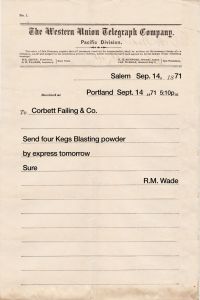 No. 1.
The Western Union Telegraph Company.
Pacific Division.
Salem Sep. 14, 1871
Received at Portland Sept. 14 1871 5:10pm
To Corbett Failing & Co.
Send four Kegs Blasting powder
by express tomorrow
Sure
R.M. Wade